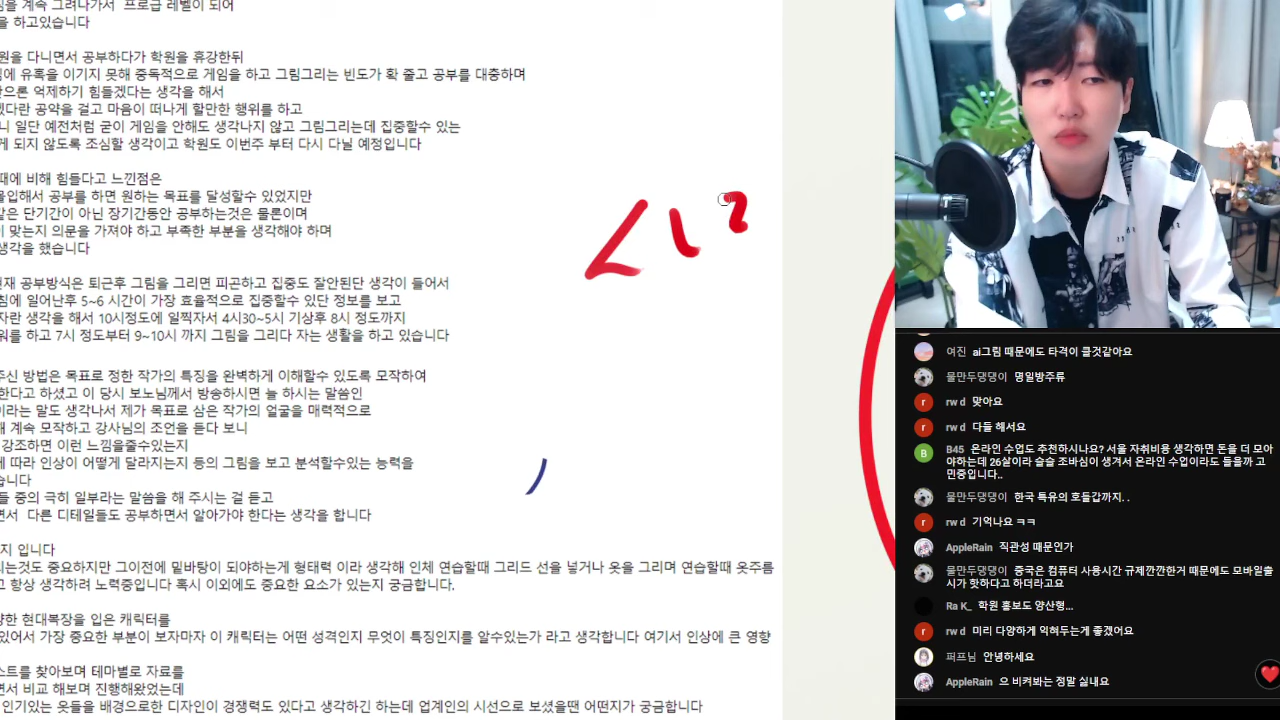 을 계속 그려나가서 프로급 레벨이 되어
을 하고있습니다
원을 다니면서 공부하다가 학원을 휴강한뒤
임에 유혹을 이기지 못해 중독적으로 게임을 하고 그림그리는 빈도가 확 줄고 공부를 대충하며
만으론 억제하기 힘들겠다는 생각을 해서
겠다란 공약을 걸고 마음이 떠나게 할만한 행위를 하고
니 일단 예전처럼 굳이 게임을 안해도 생각나지 않고 그림그리는데 집중할수 있는
게 되지 않도록 조심할 생각이고 학원도 이번주 부터 다시 다닐 예정입니다
때에 비해 힘들다고 느낀점은
몰입해서 공부를 하면 원하는 목표를 달성할수 있었지만
같은 단기간이 아닌 장기간동안 공부하는것은 물론이며
이 맞는지 의문을 가져야 하고 부족한 부분을 생각해야 하며
생각을 했습니다
현재 공부방식은 퇴근후 그림을 그리면 피곤하고 집중도 잘안된단 생각이 들어서
침에 일어난후 5~6 시간이 가장 효율적으로 집중할수 있단 정보를 보고
자란 생각을 해서 10시정도에 일찍자서 4시30~5시 기상후 8시 정도까지
워를 하고 7시 정도부터 9~10시 까지 그림을 그리다 자는 생활을 하고 있습니다
주신 방법은 목표로 정한 작가의 특징을 완벽하게 이해할수 있도록 모작하여
한다고 하셨고 이 당시 보노님께서 방송하시면 늘 하시는 말씀인
이라는 말도 생각나서 제가 목표로 삼은 작가의 얼굴을 매력적으로
해 계속 모작하고 강사님의 조언을 듣다 보니
강조하면 이런 느낌을줄수있는지
에 따라 인상이 어떻게 달라지는지 등의 그림을 보고 분석할수있는 능력을
습니다
들 중의 극히 일부라는 말씀을 해 주시는 걸 듣고
면서 다른 디테일들도 공부하면서 알아가야 한다는 생각을 합니다
지 입니다
리는것도 중요하지만 그이전에 밑바탕이 되야하는게 형태력 이라 생각해 인체 연습할때 그리드 선을 넣거나 옷을 그리며 연습할때 옷주름
고 항상 생각하려 노력중입니다 혹시 이외에도 중요한 요소가 있는지 궁금합니다.
양한 현대복장을 입은 캐릭터를
있어서 가장 중요한 부분이 보자마자 이 캐릭터는 어떤 성격인지 무엇이 특징인지를 알수있는가 라고 생각합니다 여기서 인상에 큰 영향
스트를 찾아보며 테마별로 자료를
면서 비교 해보며 진행해왔었는데
인기있는 옷들을 배경으로한 디자인이 경쟁력도 있다고 생각하긴 하는데 업계인의 시선으로 보셨을땐 어떤지가 궁금합니다
여진 ai그림 때문에도 타격이 클것같아요
물만두댕댕이 명일방주류
r rw d 맞아요
r rw d 다들 해서요
B B45 온라인 수업도 추천하시나요? 서울 자취비용 생각하면 돈을 더 모아
야하는데 26살이라 슬슬 조바심이 생겨서 온라인 수업이라도 들을까 고
민중입니다..
물만두댕댕이 한국 특유의 호들갑까지. .
r rw d 기억나요 ㅋㅋ
AppleRain 직관성 때문인가
물만두댕댕이 중국은 컴퓨터 사용시간 규제깐깐한거 때문에도 모바일출
시가 핫하다고 하더라고요
Ra K_ 학원 홍보도 양산형...
r rw d 미리 다양하게 익혀두는게 좋겠어요
퍼프님 안녕하세요
AppleRain 으 비켜봐는 정말 싫내요